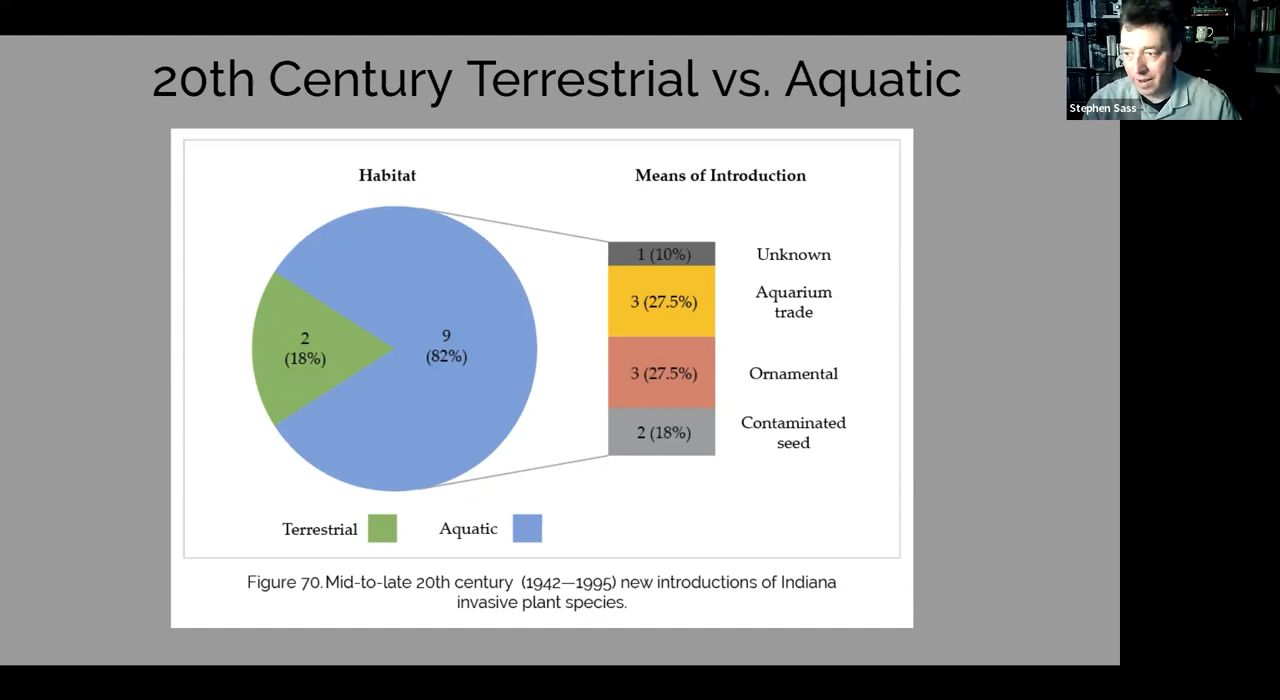 20th Century Terrestrial vs. Aquatic
Stephen Sass
Habitat
Means of Introduction
1 (10%)
Unknown
3 (27.5%)
Aquarium
trade
2
(18%)
9
(82%)
3 (27.5%)
Ornamental
2 (18%)
Contaminated
seed
Terrestrial
Aquatic
Figure 70. Mid-to-late 20th century (1942—1995) new introductions of Indiana
invasive plant species.